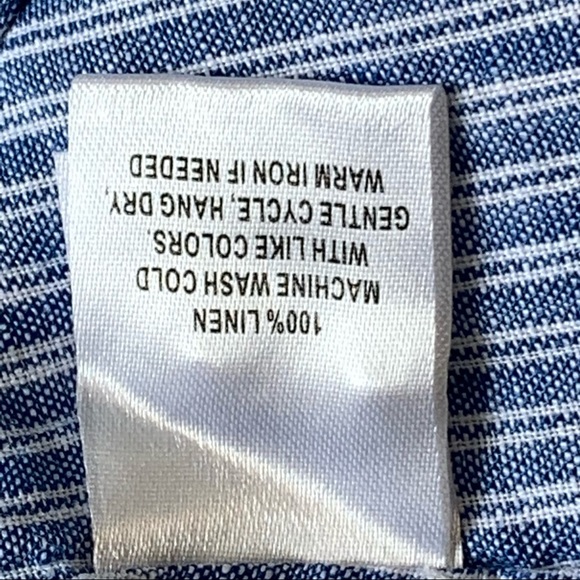 100% LINEN
MACHINE WASH COLD
WITH LIKE COLORS.
GENTLE CYCLE, HANG DRY,
WARM IRON IF NEEDED